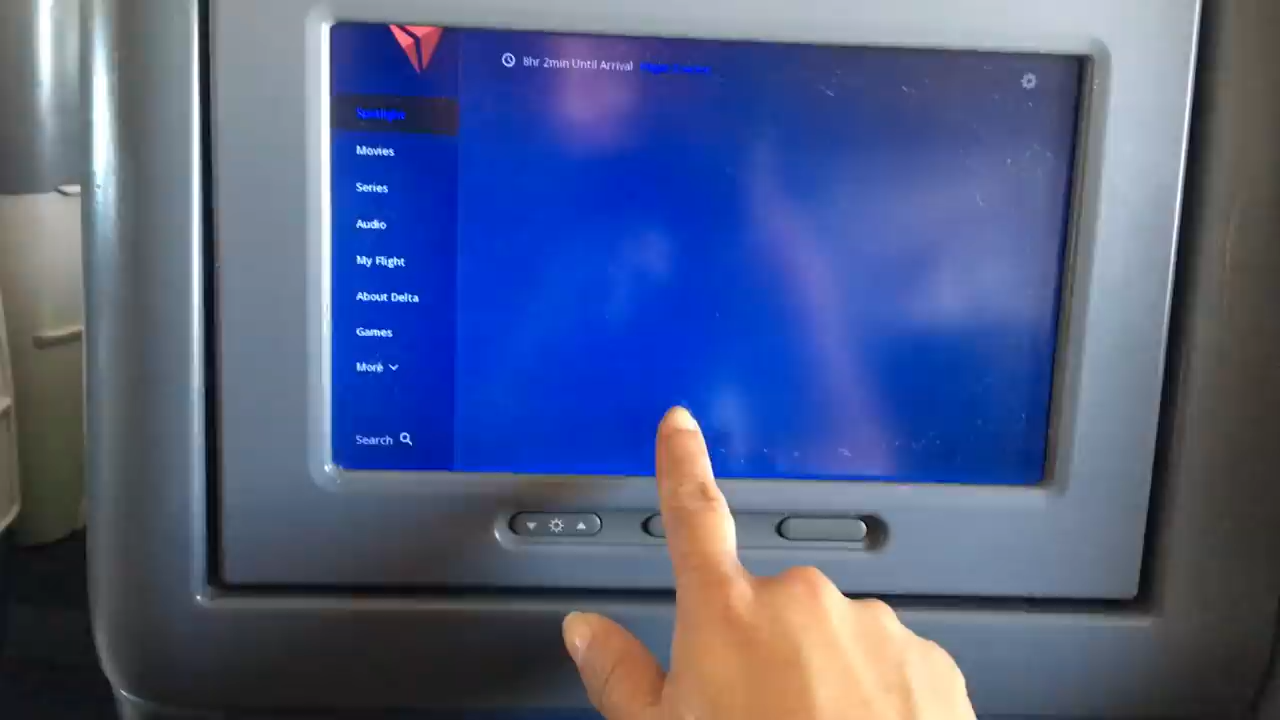 8hr 2min Until Arrival
Spotlight
Movies
Series
Audio
My Flight
About Delta
Games
More
Search